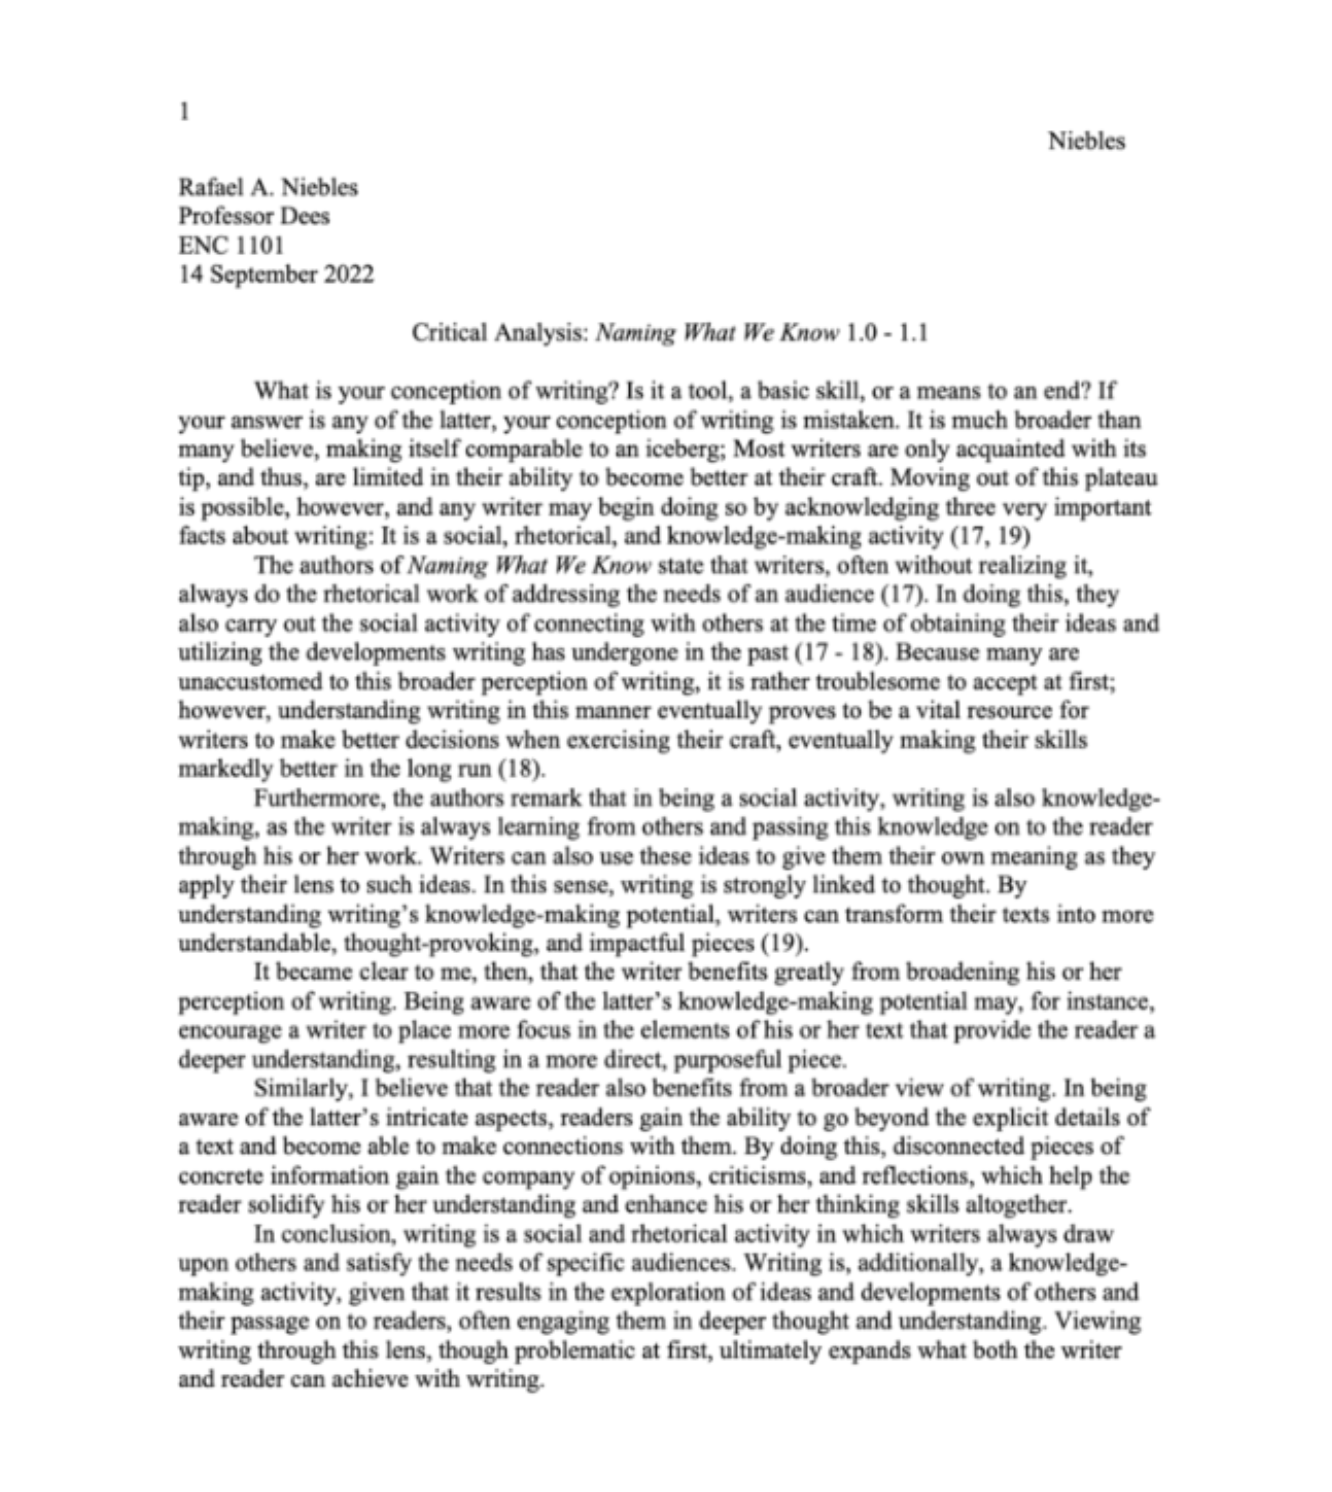 1
Niebles
Rafael A. Niebles
Professor Dees
ENC 1101
14 September 2022
Critical Analysis: Naming What We Know 1.0 - 1.1
What is your conception of writing? Is it a tool, a basic skill, or a means to an end? If
your answer is any of the latter, your conception of writing is mistaken. It is much broader than
many believe, making itself comparable to an iceberg; Most writers are only acquainted with its
tip, and thus, are limited in their ability to become better at their craft. Moving out of this plateau
is possible, however, and any writer may begin doing so by acknowledging three very important
facts about writing: It is a social, rhetorical, and knowledge-making activity (17, 19)
The authors of Naming What We Know state that writers, often without realizing it,
always do the rhetorical work of addressing the needs of an audience (17). In doing this, they
also carry out the social activity of connecting with others at the time of obtaining their ideas and
utilizing the developments writing has undergone in the past (17 - 18). Because many are
unaccustomed to this broader perception of writing, it is rather troublesome to accept at first;
however, understanding writing in this manner eventually proves to be a vital resource for
writers to make better decisions when exercising their craft, eventually making their skills
markedly better in the long run (18).
Furthermore, the authors remark that in being a social activity, writing is also knowledge-
making, as the writer is always learning from others and passing this knowledge on to the reader
through his or her work. Writers can also use these ideas to give them their own meaning as they
apply their lens to such ideas. In this sense, writing is strongly linked to thought. By
understanding writing's knowledge-making potential, writers can transform their texts into more
understandable, thought-provoking, and impactful pieces (19).
It became clear to me, then, that the writer benefits greatly from broadening his or her
perception of writing. Being aware of the latter's knowledge-making potential may, for instance,
encourage a writer to place more focus in the elements of his or her text that provide the reader a
deeper understanding, resulting in a more direct, purposeful piece.
Similarly, I believe that the reader also benefits from a broader view of writing. In being
aware of the latter's intricate aspects, readers gain the ability to go beyond the explicit details of
a text and become able to make connections with them. By doing this, disconnected pieces of
concrete information gain the company of opinions, criticisms, and reflections, which help the
reader solidify his or her understanding and enhance his or her thinking skills altogether.
In conclusion, writing is a social and rhetorical activity in which writers always draw
upon others and satisfy the needs of specific audiences. Writing is, additionally, a knowledge-
making activity, given that it results in the exploration of ideas and developments of others and
their passage on to readers, often engaging them in deeper thought and understanding. Viewing
writing through this lens, though problematic at first, ultimately expands what both the writer
and reader can achieve with writing.